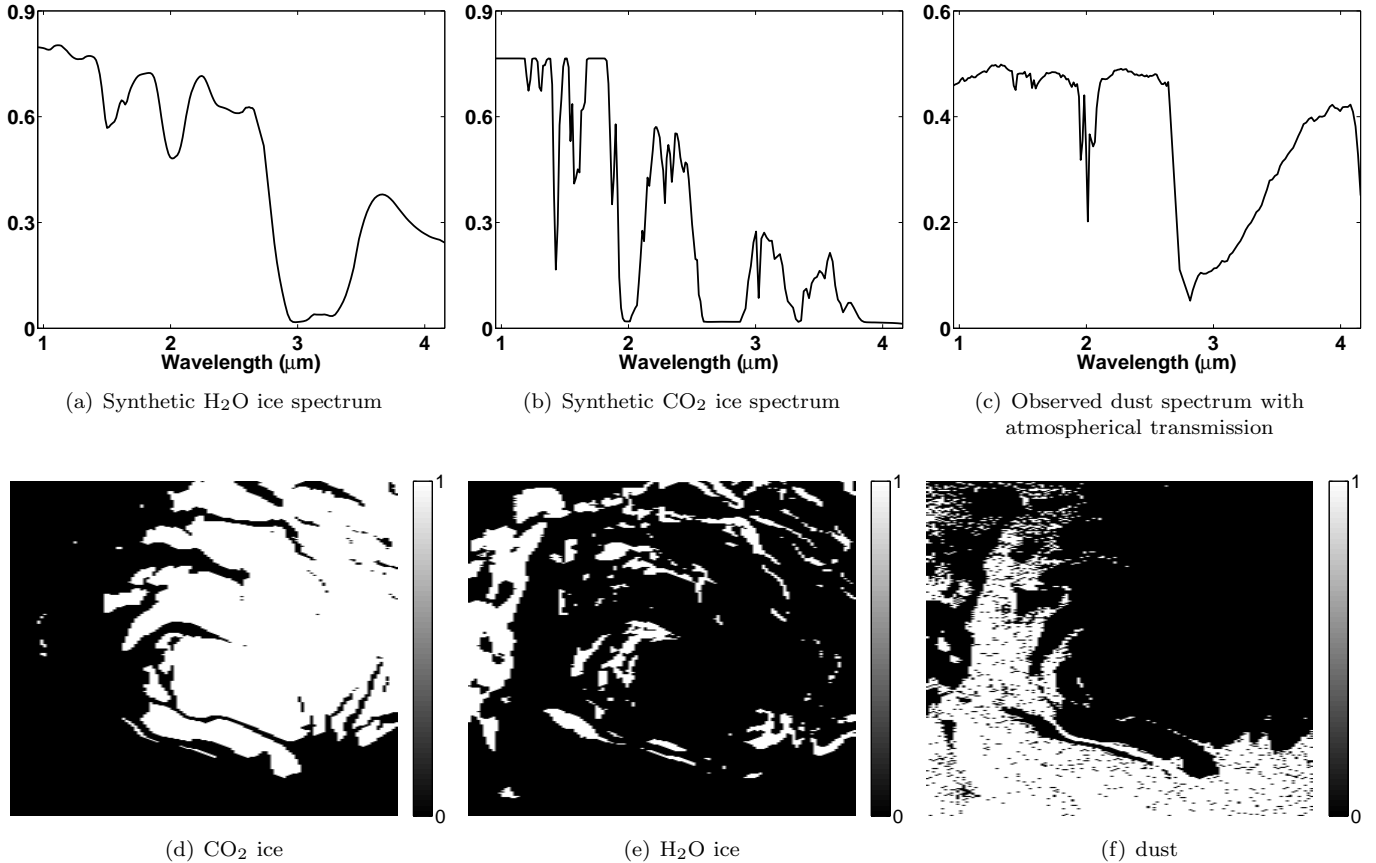 0.9
0.6
0.3
0
1 2 3 4
Wavelength (μm)
(a) Synthetic H₂O ice spectrum
0.9
0.6
0.3
0
1 2 3 4
Wavelength (μm)
(b) Synthetic CO₂ ice spectrum
0.6
0.4
0.2
0
1 2 3 4
Wavelength (μm)
(c) Observed dust spectrum with
atmospherical transmission
1
0
(d) CO₂ ice
1
0
(e) H₂O ice
1
0
(f) dust